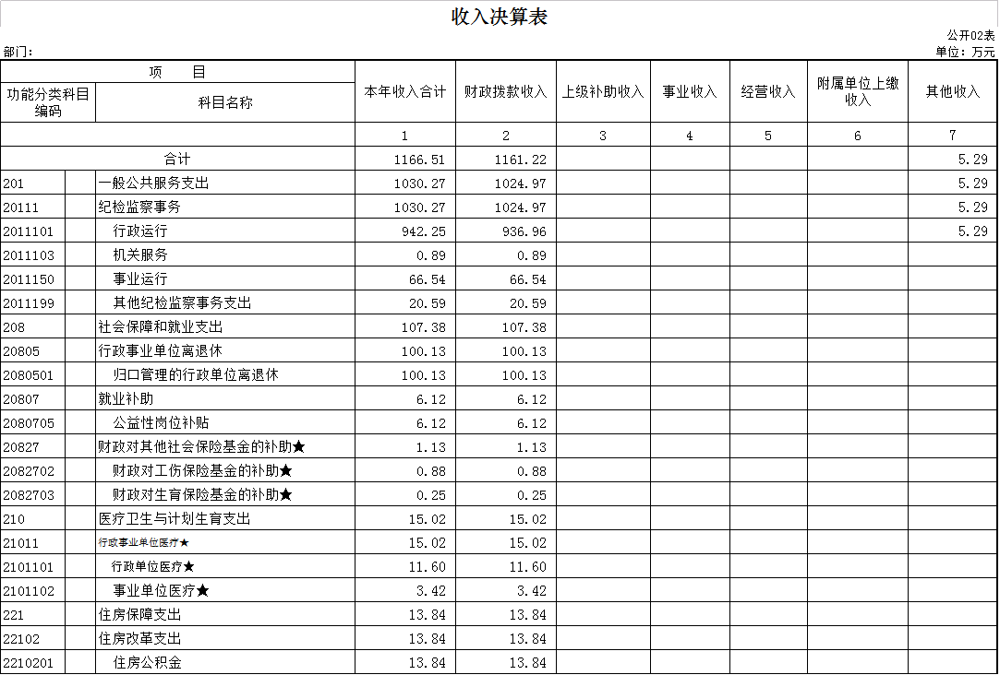 收入决算表
公开02表
部门： 单位：万元
项 目 本年收入合计 财政拨款收入 上级补助收入 事业收入 经营收入 附属单位上缴收入 其他收入
功能分类科目编码 科目名称
1 2 3 4 5 6 7
合计 1166.51 1161.22 5.29
201 一般公共服务支出 1030.27 1024.97 5.29
20111 纪检监察事务 1030.27 1024.97 5.29
2011101 行政运行 942.25 936.96 5.29
2011103 机关服务 0.89 0.89
2011150 事业运行 66.54 66.54
2011199 其他纪检监察事务支出 20.59 20.59
208 社会保障和就业支出 107.38 107.38
20805 行政事业单位离退休 100.13 100.13
2080501 归口管理的行政单位离退休 100.13 100.13
20807 就业补助 6.12 6.12
2080705 公益性岗位补贴 6.12 6.12
20827 财政对其他社会保险基金的补助★ 1.13 1.13
2082702 财政对工伤保险基金的补助★ 0.88 0.88
2082703 财政对生育保险基金的补助★ 0.25 0.25
210 医疗卫生与计划生育支出 15.02 15.02
21011 行政事业单位医疗★ 15.02 15.02
2101101 行政单位医疗★ 11.60 11.60
2101102 事业单位医疗★ 3.42 3.42
221 住房保障支出 13.84 13.84
22102 住房改革支出 13.84 13.84
2210201 住房公积金 13.84 13.84